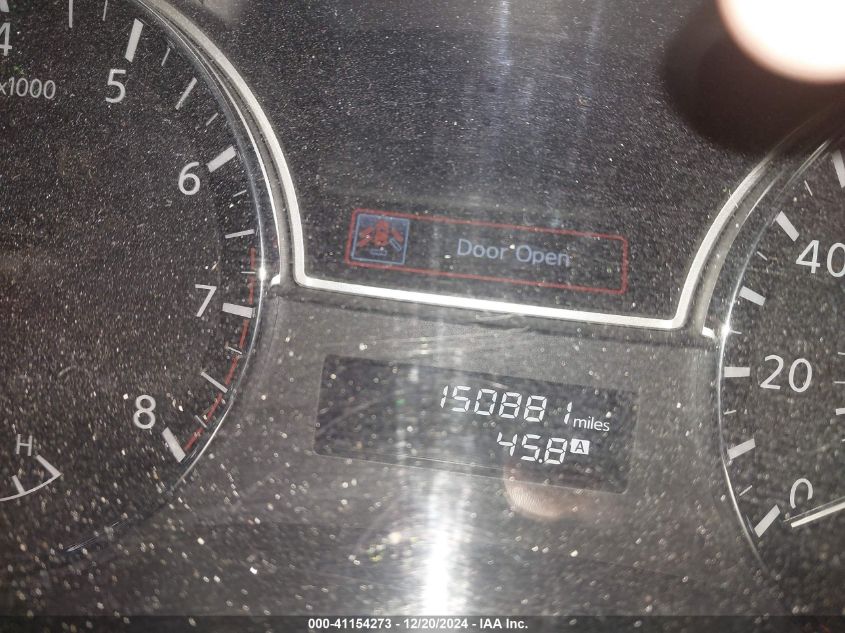 4
x1000
5
6
7
8
H
Door Open
150881 miles
45.8 A
40
20
0
000-41154273 - 12/20/2024 - IAA Inc.